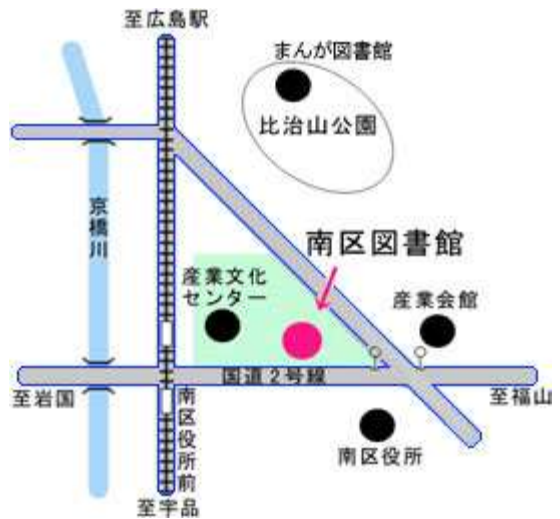 至広島駅
まんが図書館
比治山公園
京橋川
南区図書館
産業文化
センター
産業会館
国道2号線
至岩国
至福山
南区役所前
南区役所
至宇品